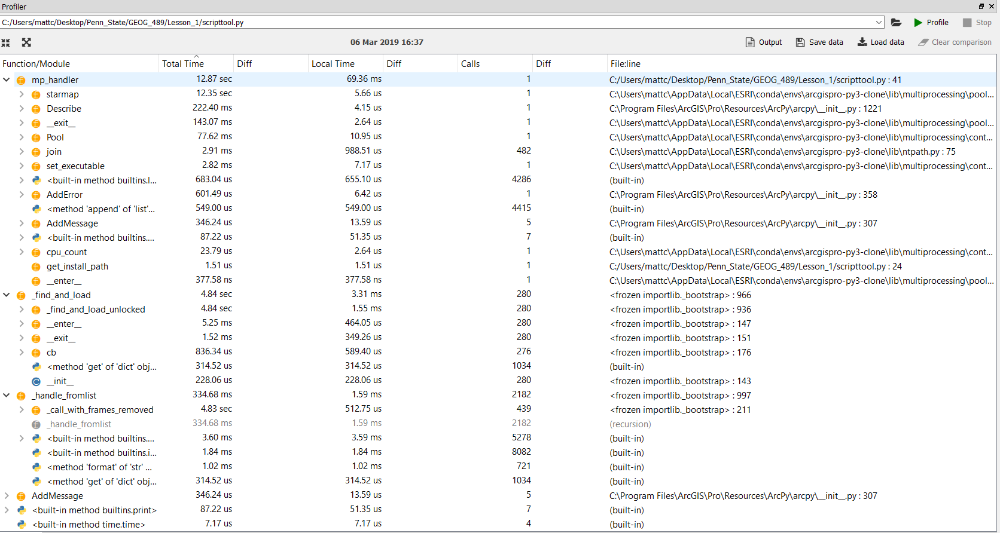 Profiler
C:/Users/mattc/Desktop/Penn_State/GEOG_489/Lesson_1/scripttool.py Profile Stop
06 Mar 2019 16:37 Output Save data Load data Clear comparison
Function/Module Total Time Diff Local Time Diff Calls Diff File:line
mp_handler 12.87 sec 69.36 ms 1 C:/Users/mattc/Desktop/Penn_State/GEOG_489/Lesson_1/scripttool.py : 41
starmap 12.35 sec 5.66 us 1 C:\Users\mattc\AppData\Local\ESRI\conda\envs\arcgispro-py3-clone\lib\multiprocessing\pool...
Describe 222.40 ms 4.15 us 1 C:\Program Files\ArcGIS\Pro\Resources\ArcPy\arcpy\__init__.py : 1221
__exit__ 143.07 ms 2.64 us 1 C:\Users\mattc\AppData\Local\ESRI\conda\envs\arcgispro-py3-clone\lib\multiprocessing\pool...
Pool 77.62 ms 10.95 us 1 C:\Users\mattc\AppData\Local\ESRI\conda\envs\arcgispro-py3-clone\lib\multiprocessing\cont...
join 2.91 ms 988.51 us 482 C:\Users\mattc\AppData\Local\ESRI\conda\envs\arcgispro-py3-clone\lib\ntpath.py : 75
set_executable 2.82 ms 7.17 us 1 C:\Users\mattc\AppData\Local\ESRI\conda\envs\arcgispro-py3-clone\lib\multiprocessing\cont...
<built-in method builtins.l... 683.04 us 655.10 us 4286 (built-in)
AddError 601.49 us 6.42 us 1 C:\Program Files\ArcGIS\Pro\Resources\ArcPy\arcpy\__init__.py : 358
<method 'append' of 'list'... 549.00 us 549.00 us 4415 (built-in)
AddMessage 346.24 us 13.59 us 5 C:\Program Files\ArcGIS\Pro\Resources\ArcPy\arcpy\__init__.py : 307
<built-in method builtins.... 87.22 us 51.35 us 7 (built-in)
cpu_count 23.79 us 2.64 us 1 C:\Users\mattc\AppData\Local\ESRI\conda\envs\arcgispro-py3-clone\lib\multiprocessing\cont...
get_install_path 1.51 us 1.51 us 1 C:/Users/mattc/Desktop/Penn_State/GEOG_489/Lesson_1/scripttool.py : 24
__enter__ 377.58 ns 377.58 ns 1 C:\Users\mattc\AppData\Local\ESRI\conda\envs\arcgispro-py3-clone\lib\multiprocessing\pool...
_find_and_load 4.84 sec 3.31 ms 280 <frozen importlib._bootstrap> : 966
_find_and_load_unlocked 4.84 sec 1.55 ms 280 <frozen importlib._bootstrap> : 936
__enter__ 5.25 ms 464.05 us 280 <frozen importlib._bootstrap> : 147
__exit__ 1.52 ms 349.26 us 280 <frozen importlib._bootstrap> : 151
cb 836.34 us 589.40 us 276 <frozen importlib._bootstrap> : 176
<method 'get' of 'dict' obj... 314.52 us 314.52 us 1034 (built-in)
__init__ 228.06 us 228.06 us 280 <frozen importlib._bootstrap> : 143
_handle_fromlist 334.68 ms 1.59 ms 2182 <frozen importlib._bootstrap> : 997
_call_with_frames_removed 4.83 sec 512.75 us 439 <frozen importlib._bootstrap> : 211
_handle_fromlist 334.68 ms 1.59 ms 2182 (recursion)
<built-in method builtins.... 3.60 ms 3.59 ms 5278 (built-in)
<built-in method builtins.i... 1.84 ms 1.84 ms 8082 (built-in)
<method 'format' of 'str' ... 1.02 ms 1.02 ms 721 (built-in)
<method 'get' of 'dict' obj... 314.52 us 314.52 us 1034 (built-in)
AddMessage 346.24 us 13.59 us 5 C:\Program Files\ArcGIS\Pro\Resources\ArcPy\arcpy\__init__.py : 307
<built-in method builtins.print> 87.22 us 51.35 us 7 (built-in)
<built-in method time.time> 7.17 us 7.17 us 4 (built-in)